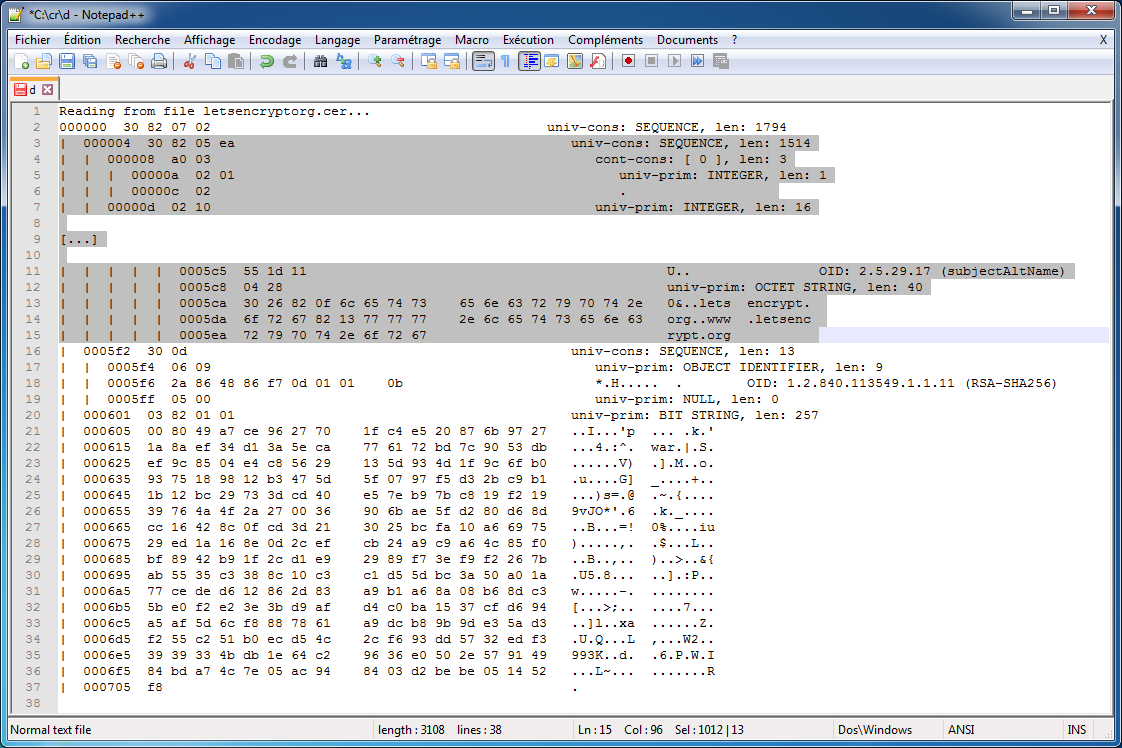 *C:\cr\d - Notepad++
Fichier Édition Recherche Affichage Encodage Langage Paramétrage Macro Exécution Compléments Documents ? X
d
1 Reading from file letsencryptorg.cer...
2 000000 30 82 07 02 univ-cons: SEQUENCE, len: 1794
3 | 000004 30 82 05 ea univ-cons: SEQUENCE, len: 1514
4 | | 000008 a0 03 cont-cons: [ 0 ], len: 3
5 | | | 00000a 02 01 univ-prim: INTEGER, len: 1
6 | | | 00000c 02 .
7 | | 00000d 02 10 univ-prim: INTEGER, len: 16
8
9 [...]
10
11 | | | | | 0005c5 55 1d 11 U.. OID: 2.5.29.17 (subjectAltName)
12 | | | | | 0005c8 04 28 univ-prim: OCTET STRING, len: 40
13 | | | | | 0005ca 30 26 82 0f 6c 65 74 73 65 6e 63 72 79 70 74 2e 0&..lets encrypt.
14 | | | | | 0005da 6f 72 67 82 13 77 77 77 2e 6c 65 74 73 65 6e 63 org..www .letsenc
15 | | | | | 0005ea 72 79 70 74 2e 6f 72 67 rypt.org
16 | 0005f2 30 0d univ-cons: SEQUENCE, len: 13
17 | | 0005f4 06 09 univ-prim: OBJECT IDENTIFIER, len: 9
18 | | 0005f6 2a 86 48 86 f7 0d 01 01 0b *.H..... . OID: 1.2.840.113549.1.1.11 (RSA-SHA256)
19 | | 0005ff 05 00 univ-prim: NULL, len: 0
20 | 000601 03 82 01 01 univ-prim: BIT STRING, len: 257
21 | 000605 00 80 49 a7 ce 96 27 70 1f c4 e5 20 87 6b 97 27 ..I...'p ... .k.'
22 | 000615 1a 8a ef 34 d1 3a 5e ca 77 61 72 bd 7c 90 53 db ...4.:^. war.|.S.
23 | 000625 ef 9c 85 04 e4 c8 56 29 13 5d 93 4d 1f 9c 6f b0 ......V) .].M..o.
24 | 000635 93 75 18 98 12 b3 47 5d 5f 07 97 f5 d3 2b c9 b1 .u....G] _....+..
25 | 000645 1b 12 bc 29 73 3d cd 40 e5 7e b9 7b c8 19 f2 19 ...)s=.@ .~.{....
26 | 000655 39 76 4a 4f 2a 27 00 36 90 6b ae 5f d2 80 d6 8d 9vJO*'.6 .k._....
27 | 000665 cc 16 42 8c 0f cd 3d 21 30 25 bc fa 10 a6 69 75 ..B...=! 0%....iu
28 | 000675 29 ed 1a 16 8e 0d 2c ef cb 24 a9 c9 a6 4c 85 f0 ).....,. .$...L..
29 | 000685 bf 89 42 b9 1f 2c d1 e9 29 89 f7 3e f9 f2 26 7b ..B..,.. )..>..&{
30 | 000695 ab 55 35 c3 38 8c 10 c3 c1 d5 5d bc 3a 50 a0 1a .U5.8... ..].:P..
31 | 0006a5 77 ce de d6 12 86 2d 83 a9 b1 a6 8a 08 b6 8d c3 w.....-. ........
32 | 0006b5 5b e0 f2 e2 3e 3b d9 af d4 c0 ba 15 37 cf d6 94 [...>;.. ....7...
33 | 0006c5 a5 af 5d 6c f8 88 78 61 a9 dc b8 9b 9d e3 5a d3 ..]l..xa ......Z.
34 | 0006d5 f2 55 c2 51 b0 ec d5 4c 2c f6 93 dd 57 32 ed f3 .U.Q...L ,...W2..
35 | 0006e5 39 39 33 4b db 1e 64 c2 96 36 e0 50 2e 57 91 49 993K..d. .6.P.W.I
36 | 0006f5 84 bd a7 4c 7e 05 ac 94 84 03 d2 be be 05 14 52 ...L~... .......R
37 | 000705 f8 .
38
Normal text file length : 3108 lines : 38 Ln : 15 Col : 96 Sel : 1012 | 13 Dos\Windows ANSI INS